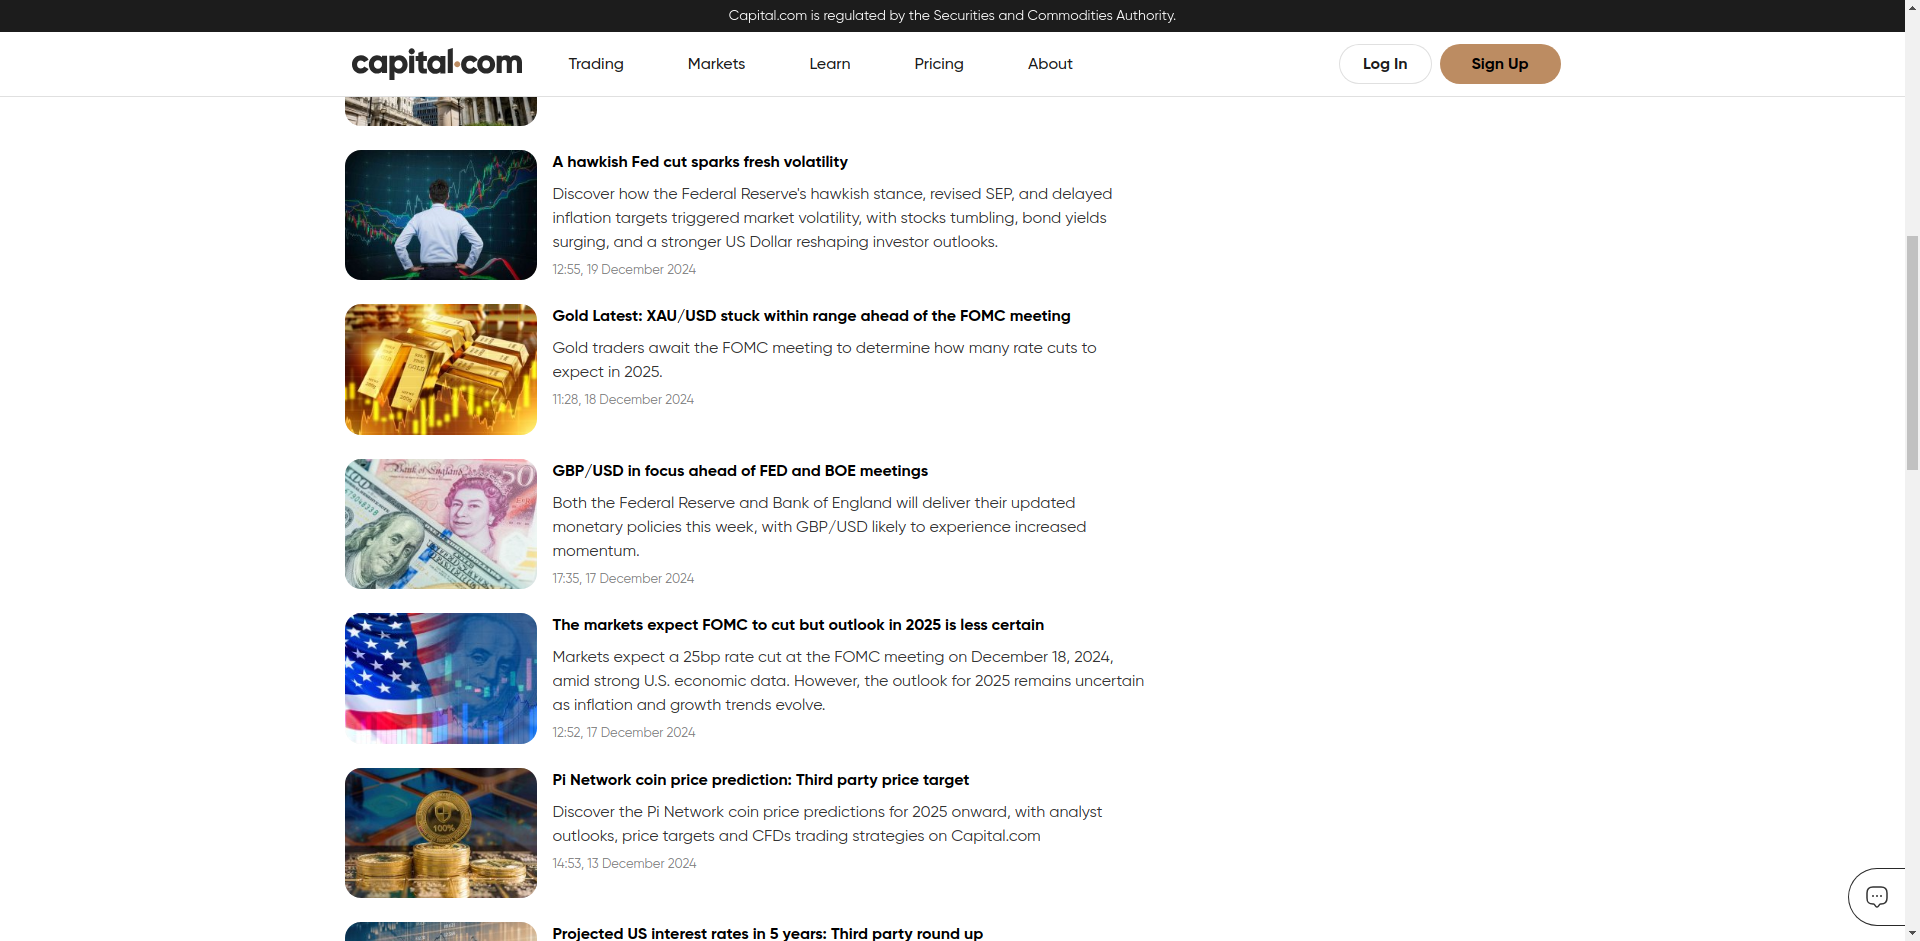 Capital.com is regulated by the Securities and Commodities Authority.
capital.com
Trading
Markets
Learn
Pricing
About
Log In
Sign Up
A hawkish Fed cut sparks fresh volatility
Discover how the Federal Reserve's hawkish stance, revised SEP, and delayed
inflation targets triggered market volatility, with stocks tumbling, bond yields
surging, and a stronger US Dollar reshaping investor outlooks.
12:55, 19 December 2024
Gold Latest: XAU/USD stuck within range ahead of the FOMC meeting
Gold traders await the FOMC meeting to determine how many rate cuts to
expect in 2025.
11:28, 18 December 2024
GBP/USD in focus ahead of FED and BOE meetings
Both the Federal Reserve and Bank of England will deliver their updated
monetary policies this week, with GBP/USD likely to experience increased
momentum.
17:35, 17 December 2024
Bank of England
50
The markets expect FOMC to cut but outlook in 2025 is less certain
Markets expect a 25bp rate cut at the FOMC meeting on December 18, 2024,
amid strong U.S. economic data. However, the outlook for 2025 remains uncertain
as inflation and growth trends evolve.
12:52, 17 December 2024
Pi Network coin price prediction: Third party price target
Discover the Pi Network coin price predictions for 2025 onward, with analyst
outlooks, price targets and CFDs trading strategies on Capital.com
14:53, 13 December 2024
100%
Projected US interest rates in 5 years: Third party round up